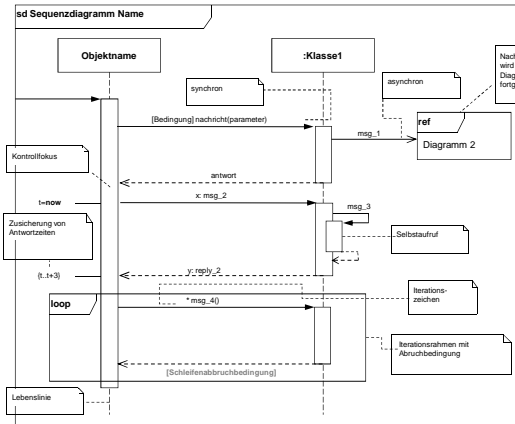 sd Sequenzdiagramm Name
Objektname
:Klasse1
synchron
asynchron
Nach
wird
Diag
fortg
[Bedingung] nachricht(parameter)
msg_1
ref
Diagramm 2
Kontrollfokus
antwort
t=now
x: msg_2
msg_3
Zusicherung von
Antwortzeiten
Selbstaufruf
{t..t+3}
y: reply_2
Iterations-
zeichen
loop
* msg_4()
Iterationsrahmen mit
Abruchbedingung
[Schleifenabbruchbedingung]
Lebenslinie